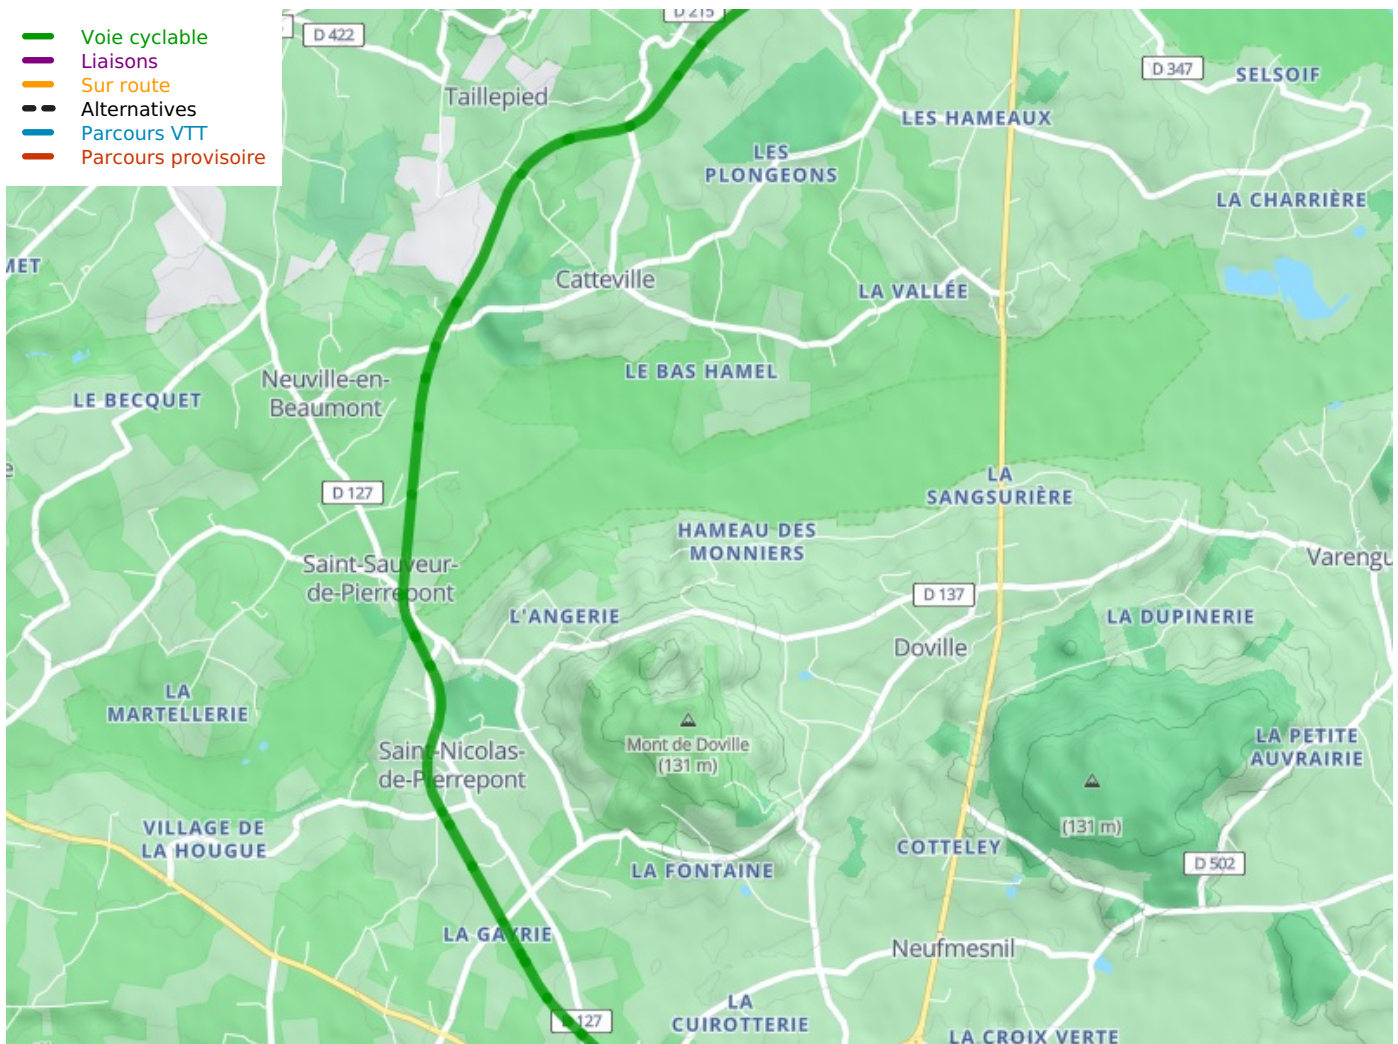 Voie cyclable
Liaisons
Sur route
Alternatives
Parcours VTT
Parcours provisoire
D 422
D 215
D 347
SELSOIF
Taillepied
LES HAMEAUX
LES
PLONGEONS
LA CHARRIÈRE
Catteville
LA VALLÉE
LE BAS HAMEL
Neuville-en-
Beaumont
LE BECQUET
D 127
LA
SANGSURIÈRE
HAMEAU DES
MONNIERS
Varengu
Saint-Sauveur-
de-Pierrepont
D 137
L'ANGERIE
LA DUPINERIE
Doville
LA
MARTELLERIE
Mont de Doville
(131 m)
LA PETITE
AUVRAIRIE
Saint-Nicolas-
de-Pierrepont
(131 m)
VILLAGE DE
LA HOUGUE
COTTELEY
D 502
LA FONTAINE
LA GAYRIE
Neufmesnil
LA
CUIROTTERIE
D 127
LA CROIX VERTE